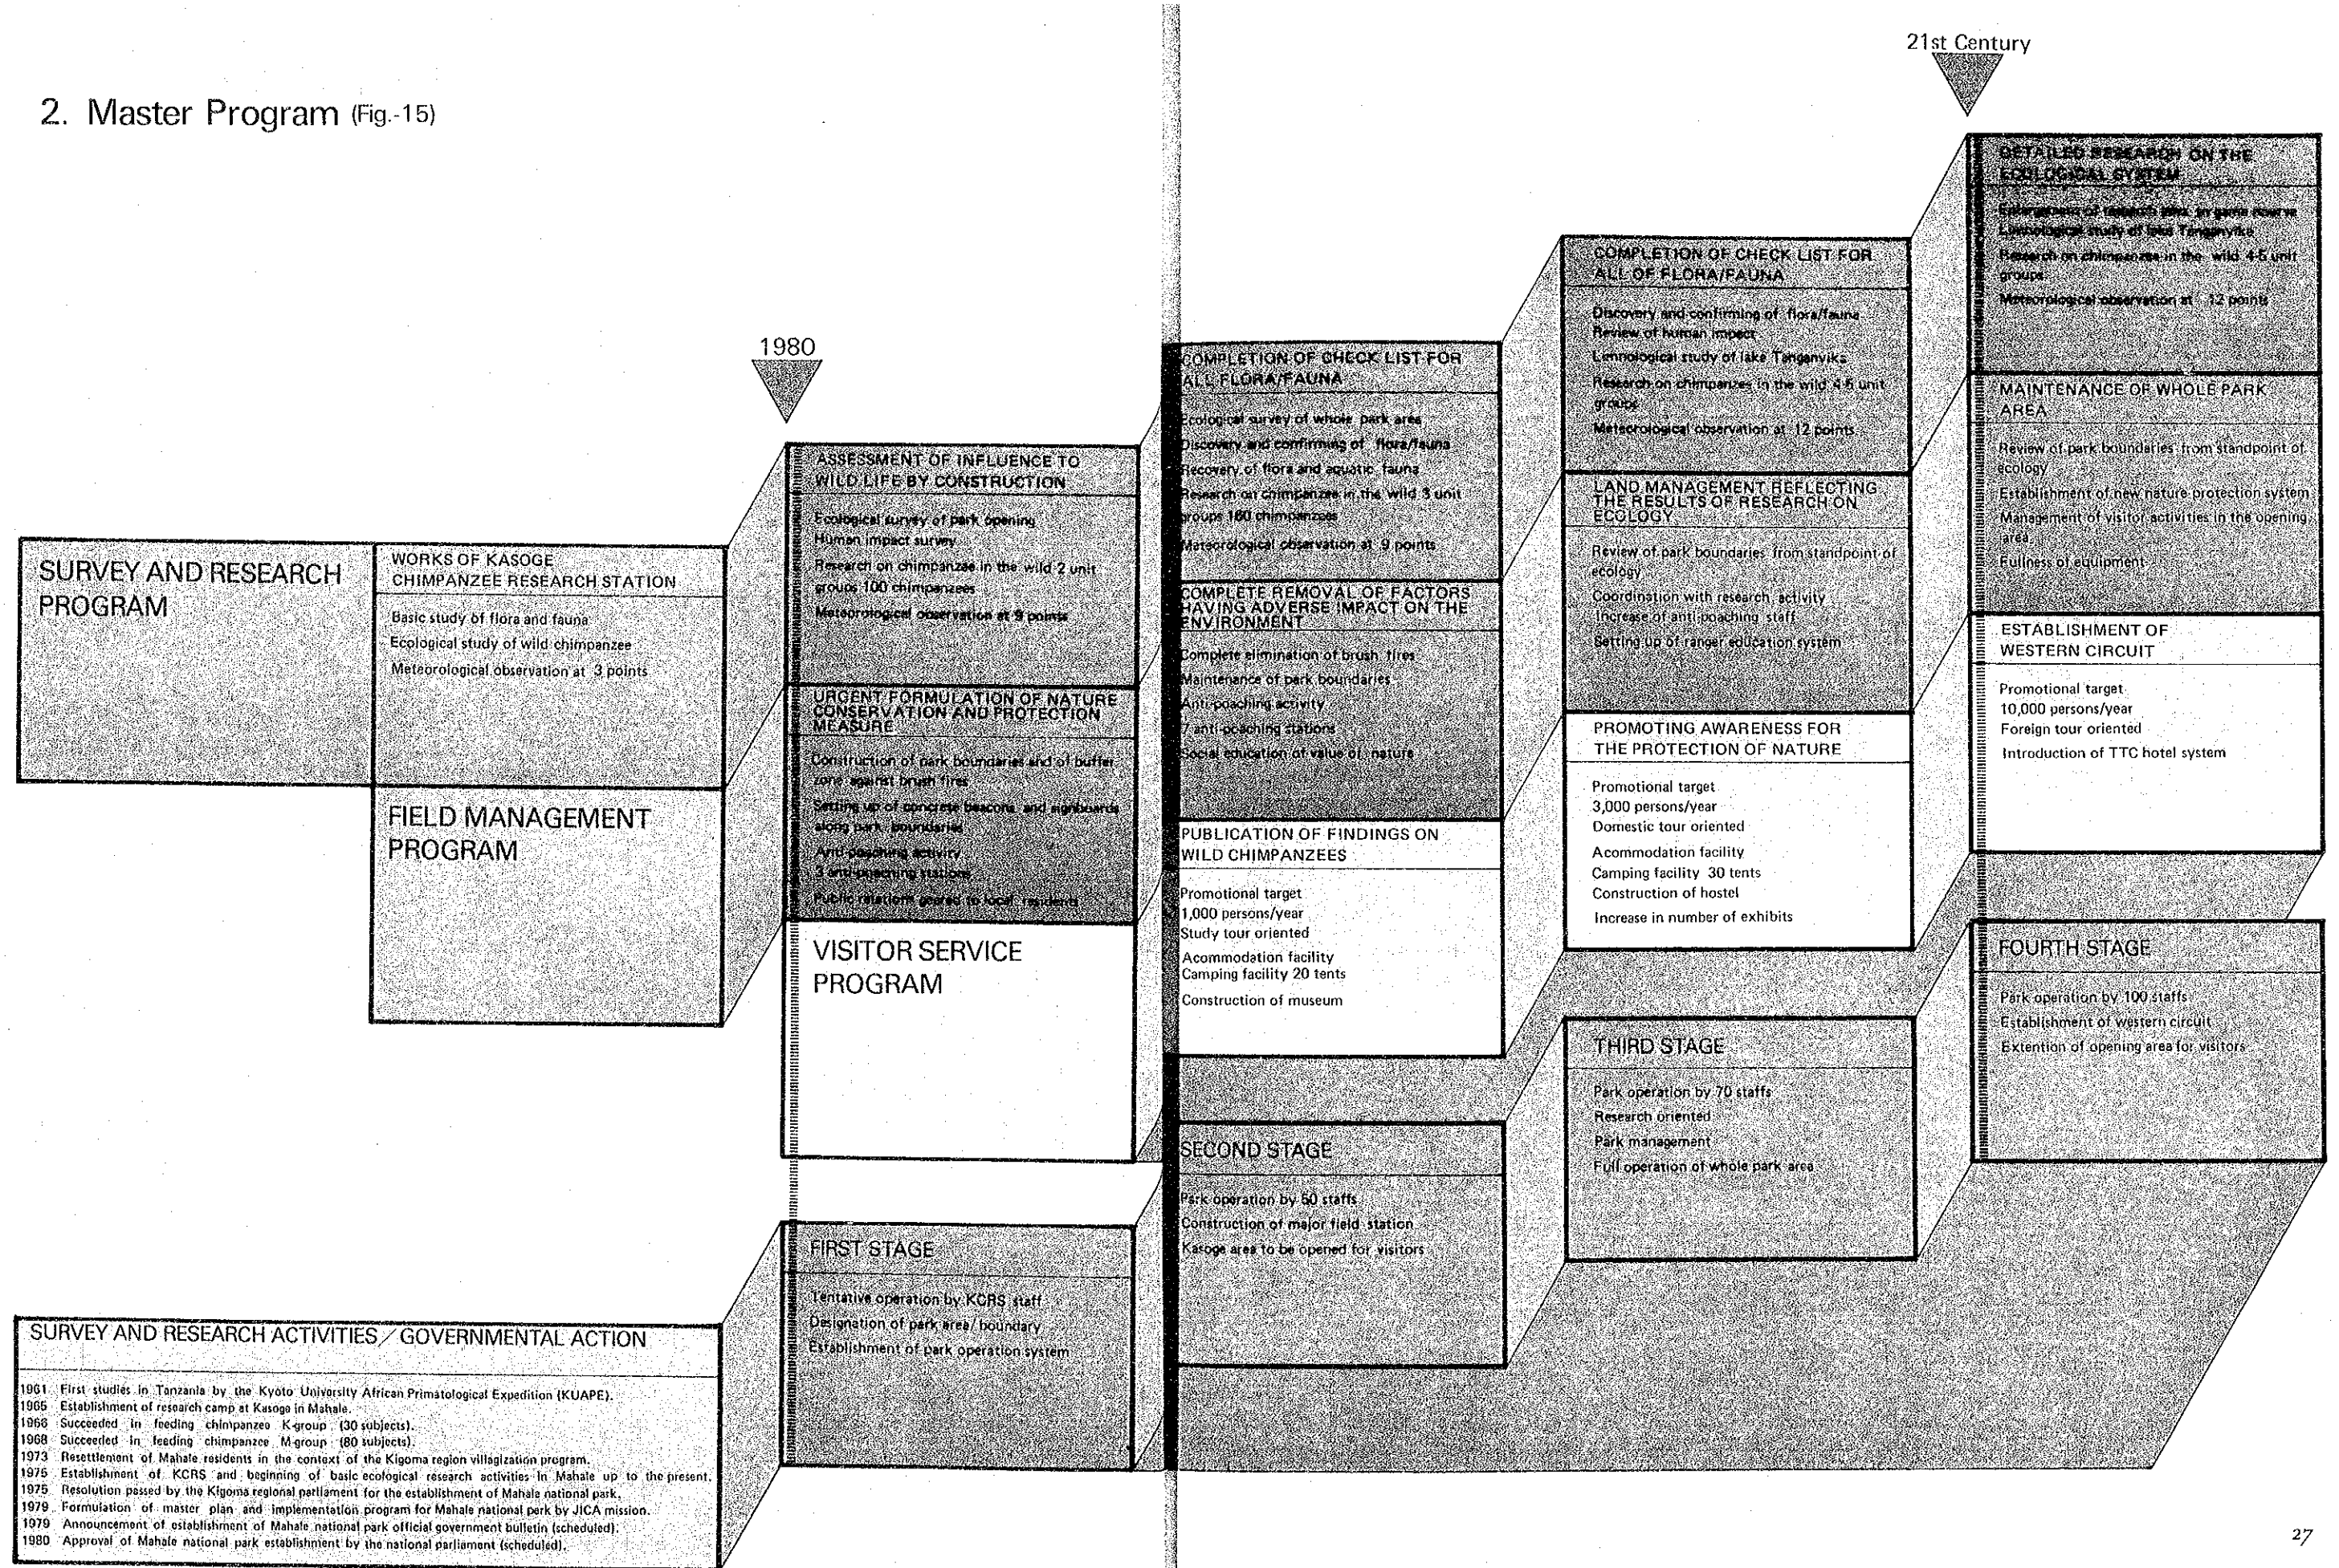 2. Master Program (Fig.-15)
21st Century
1980
SURVEY AND RESEARCH
PROGRAM
WORKS OF KASOGE
CHIMPANZEE RESEARCH STATION
Basic study of flora and fauna
Ecological study of wild chimpanzee
Meteorological observation at 3 points
FIELD MANAGEMENT
PROGRAM
ASSESSMENT OF INFLUENCE TO
WILD LIFE BY CONSTRUCTION
Ecological survey of park opening
Human impact survey
Research on chimpanzee in the wild 2 unit
groups 100 chimpanzees
Meteorological observation at 9 points
URGENT FORMULATION OF NATURE
CONSERVATION AND PROTECTION
MEASURE
Construction of park boundaries and of buffer
zone against brush fires
Setting up of concrete beacons and signboards
along park boundaries
Anti-poaching activity
3 anti-poaching stations
Public relations geared to local residents
VISITOR SERVICE
PROGRAM
COMPLETION OF CHECK LIST FOR
ALL FLORA/FAUNA
Ecological survey of whole park area
Discovery and confirming of flora/fauna
Recovery of flora and aquatic fauna
Research on chimpanzee in the wild 3 unit
groups 160 chimpanzees
Meteorological observation at 9 points
COMPLETE REMOVAL OF FACTORS
HAVING ADVERSE IMPACT ON THE
ENVIRONMENT
Complete elimination of brush fires
Maintenance of park boundaries
Anti-poaching activity
7 anti-poaching stations
Social education of value of nature
PUBLICATION OF FINDINGS ON
WILD CHIMPANZEES
Promotional target
1,000 persons/year
Study tour oriented
Acommodation facility
Camping facility 20 tents
Construction of museum
COMPLETION OF CHECK LIST FOR
ALL OF FLORA/FAUNA
Discovery and confirming of flora/fauna
Review of human impact
Lennological study of lake Tanganyika
Research on chimpanzes in the wild 4-5 unit
groups
Meteorological observation at 12 points
LAND MANAGEMENT REFLECTING
THE RESULTS OF RESEARCH ON
ECOLOGY
Review of park boundaries from standpoint of
ecology
Coordination with research activity
Increase of anti-poaching staff
Setting up of ranger education system
PROMOTING AWARENESS FOR
THE PROTECTION OF NATURE
Promotional target
3,000 persons/year
Domestic tour oriented
Acommodation facility
Camping facility 30 tents
Construction of hostel
Increase in number of exhibits
DETAILED RESEARCH ON THE
ECOLOGICAL SYSTEM
Enlargement of research area in game reserve
Lennological study of lake Tanganyika
Research on chimpanzes in the wild 4-5 unit
groups
Meteorological observation at 12 points
MAINTENANCE OF WHOLE PARK
AREA
Review of park boundaries from standpoint of
ecology
Establishment of new nature protection system
Management of visitor activities in the opening
area
Fullness of equipment
ESTABLISHMENT OF
WESTERN CIRCUIT
Promotional target
10,000 persons/year
Foreign tour oriented
Introduction of TTC hotel system
FIRST STAGE
Tentative operation by KCRS staff
Designation of park area/boundary
Establishment of park operation system
SECOND STAGE
Park operation by 50 staffs
Construction of major field station
Kasoge area to be opened for visitors
THIRD STAGE
Park operation by 70 staffs
Research oriented
Park management
Full operation of whole park area
FOURTH STAGE
Park operation by 100 staffs
Establishment of western circuit
Extention of opening area for visitors
SURVEY AND RESEARCH ACTIVITIES/GOVERNMENTAL ACTION
1961 First studies in Tanzania by the Kyoto University African Primatological Expedition (KUAPE).
1965 Establishment of research camp at Kasoge in Mahale.
1966 Succeeded in feeding chimpanzee K-group (30 subjects).
1968 Succeeded in feeding chimpanzee M-group (80 subjects).
1973 Resettlement of Mahale residents in the context of the Kigoma region villagization program.
1975 Establishment of KCRS and beginning of basic ecological research activities in Mahale up to the present.
1975 Resolution passed by the Kigoma regional parliament for the establishment of Mahale national park.
1979 Formulation of master plan and implementation program for Mahale national park by JICA mission.
1979 Announcement of establishment of Mahale national park official government bulletin (scheduled).
1980 Approval of Mahale national park establishment by the national parliament (scheduled).
27